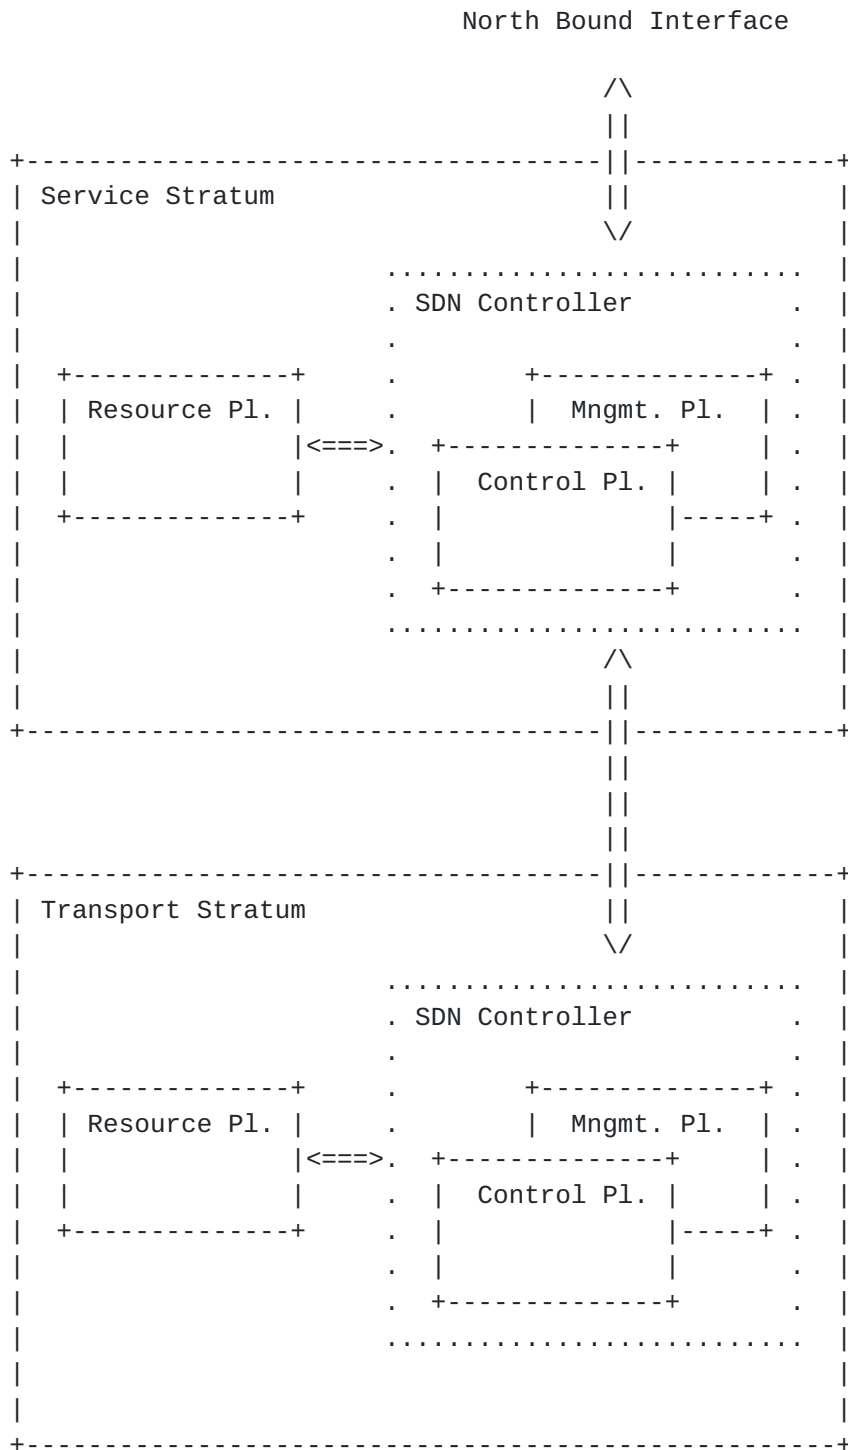 North Bound Interface
Service Stratum
SDN Controller
Resource Pl.
Mngmt. Pl.
Control Pl.
Transport Stratum
SDN Controller
Resource Pl.
Mngmt. Pl.
Control Pl.